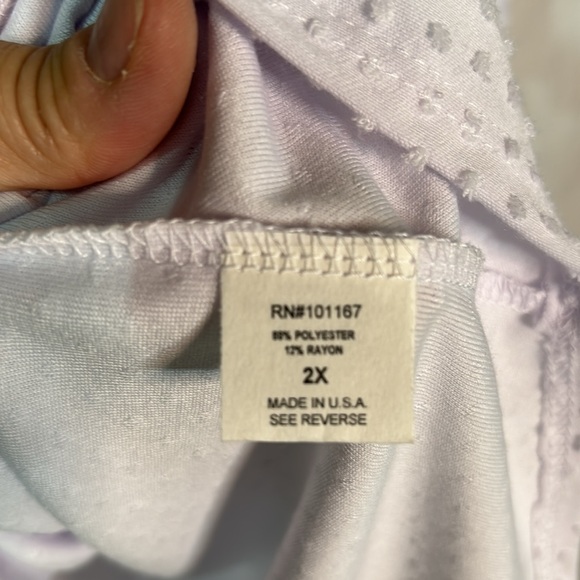 RN#101167
88% POLYESTER
12% RAYON
2X
MADE IN U.S.A.
SEE REVERSE